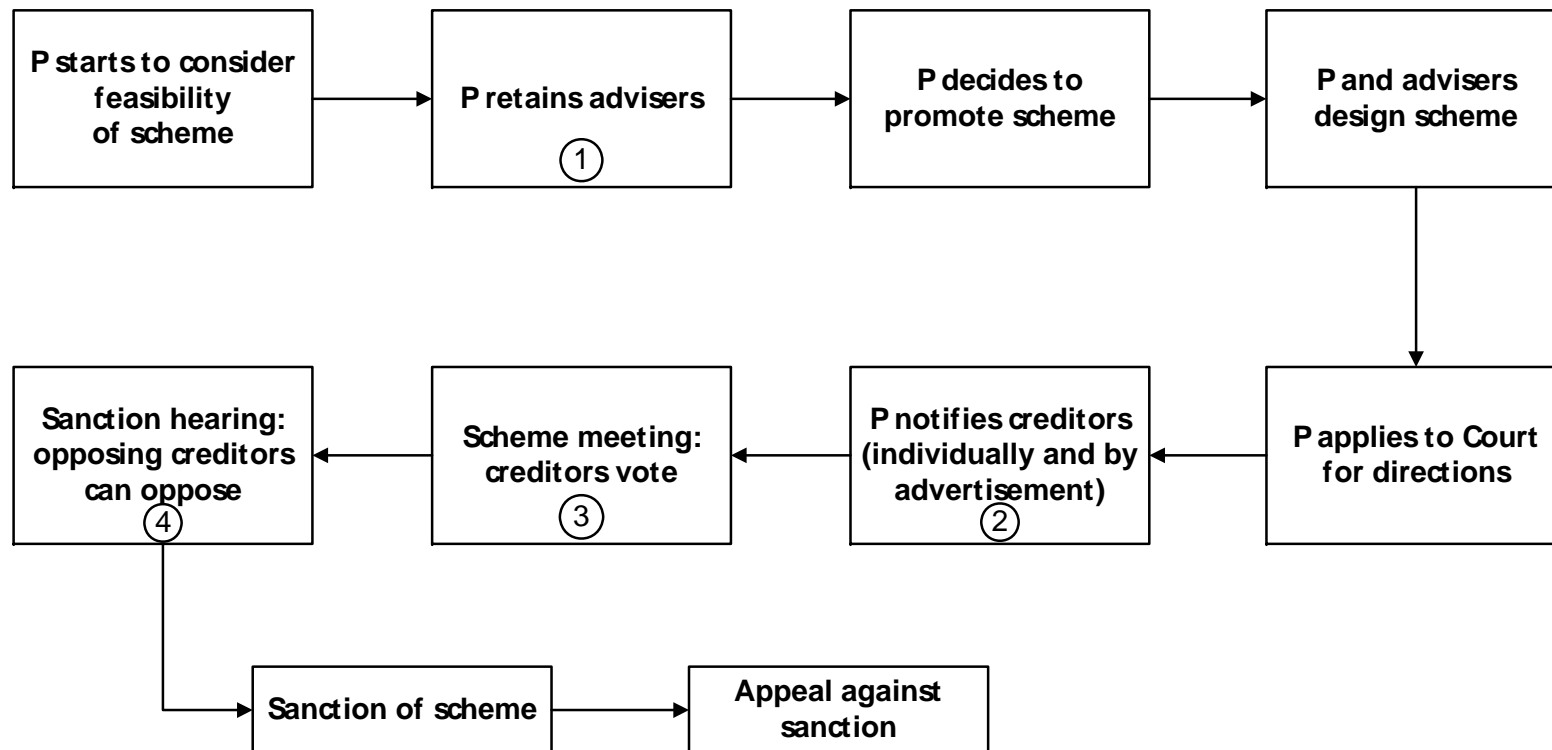 P starts to consider
feasibility
of scheme
P retains advisers
1
P decides to
promote scheme
P and advisers
design scheme
Sanction hearing:
opposing creditors
can oppose
4
Scheme meeting:
creditors vote
3
P notifies creditors
(individually and by
advertisement)
2
P applies to Court
for directions
Sanction of scheme
Appeal against
sanction